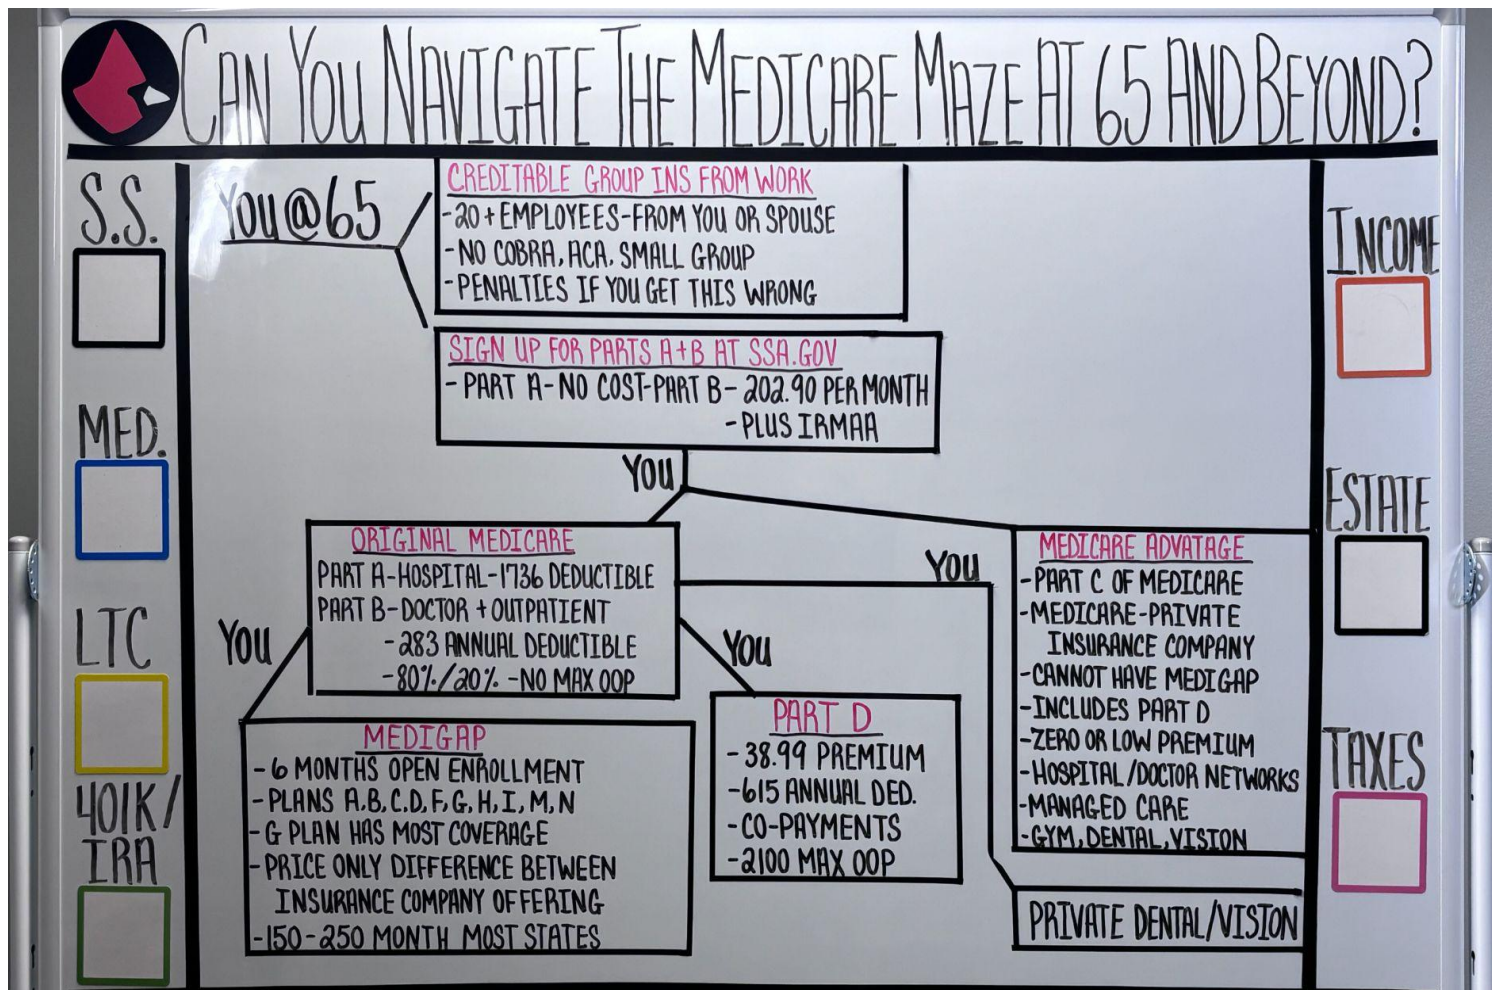 CAN YOU NAVIGATE THE MEDICARE MAZE AT 65 AND BEYOND?
S.S.
MED.
LTC
401K/
IRA
YOU@65
CREDITABLE GROUP INS FROM WORK
-20+ EMPLOYEES-FROM YOU OR SPOUSE
-NO COBRA, ACA, SMALL GROUP
-PENALTIES IF YOU GET THIS WRONG
SIGN UP FOR PARTS A+B AT SSA.GOV
-PART A-NO COST-PART B-202.90 PER MONTH
-PLUS IRMAA
YOU
ORIGINAL MEDICARE
PART A-HOSPITAL-1736 DEDUCTIBLE
PART B-DOCTOR + OUTPATIENT
-283 ANNUAL DEDUCTIBLE
-80%/20% -NO MAX OOP
YOU
MEDIGAP
-6 MONTHS OPEN ENROLLMENT
-PLANS A,B,C,D,F,G,H,I,M,N
-G PLAN HAS MOST COVERAGE
-PRICE ONLY DIFFERENCE BETWEEN
INSURANCE COMPANY OFFERING
-150-250 MONTH MOST STATES
YOU
PART D
-38.99 PREMIUM
-615 ANNUAL DED.
-CO-PAYMENTS
-2100 MAX OOP
YOU
MEDICARE ADVATAGE
-PART C OF MEDICARE
-MEDICARE-PRIVATE
INSURANCE COMPANY
-CANNOT HAVE MEDIGAP
-INCLUDES PART D
-ZERO OR LOW PREMIUM
-HOSPITAL/DOCTOR NETWORKS
-MANAGED CARE
-GYM, DENTAL, VISION
PRIVATE DENTAL/VISION
INCOME
ESTATE
TAXES